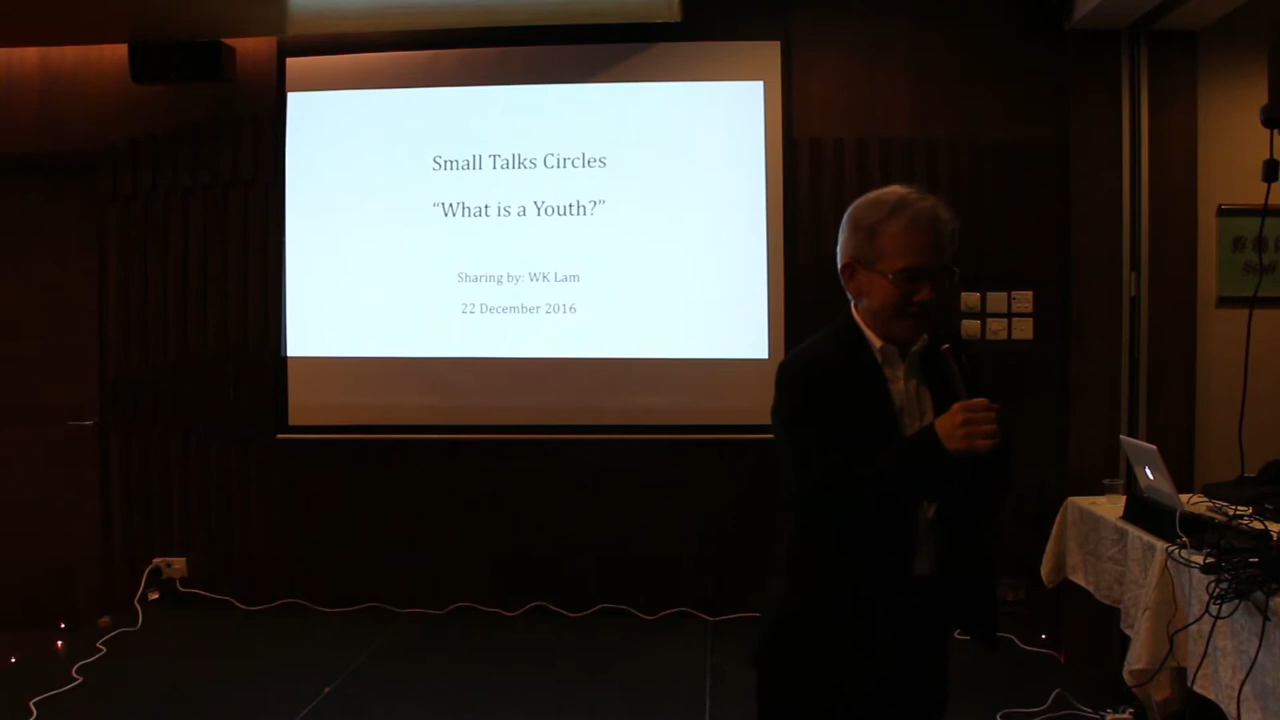 Small Talks Circles
“What is a Youth?”
Sharing by: WK Lam
22 December 2016